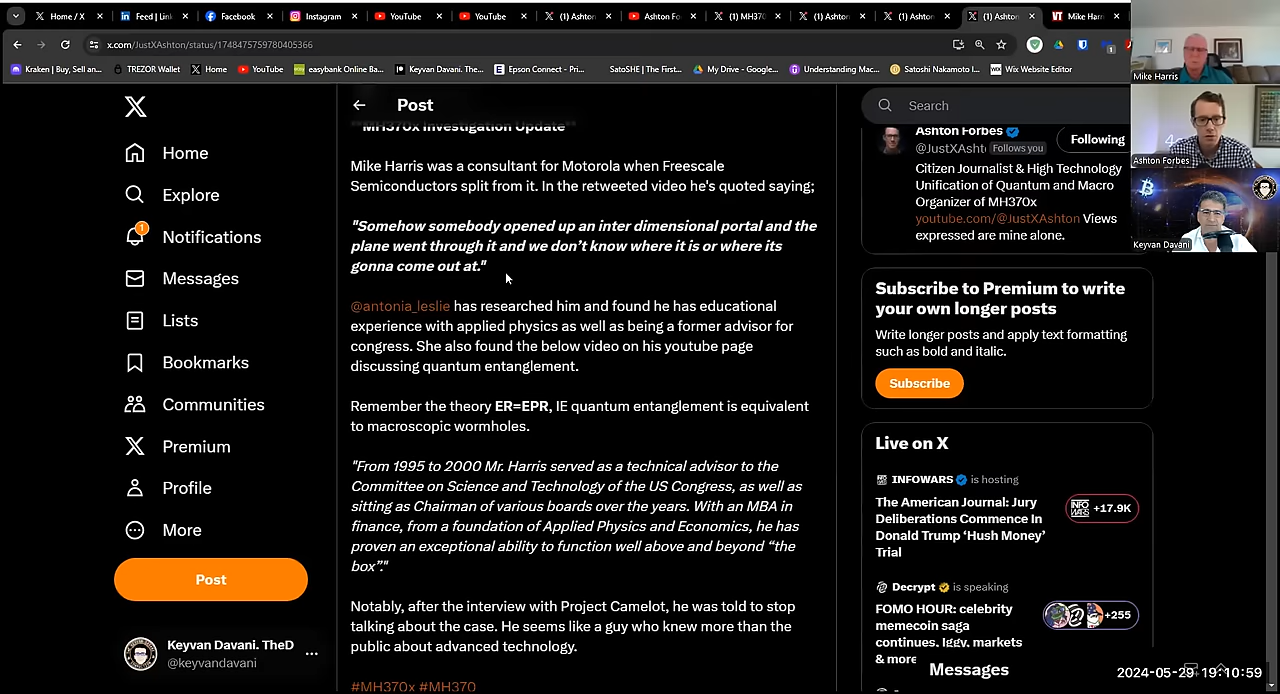 Home / X
Feed | Lin
Facebook
Instagram
YouTube
YouTube
(1) Ashton
Ashton Fo
(1) MH370
(1) Ashton
(1) Ashton
(1) Ashton
Mike Harr
x.com/JustXAshton/status/1748475759780405366
Kraken | Buy, Sell an...
TREZOR Wallet
Home
YouTube
easybank Online Ba...
Keyvan Davani. The...
Epson Connect - Pri...
SatoSHE | The First...
My Drive - Google...
Understanding Mac...
Satoshi Nakamoto I...
Wix Website Editor
Mike Harris
Ashton Forbes
Keyvan Davani
Home
Explore
1
Notifications
Messages
Lists
Bookmarks
Communities
Premium
Profile
More
Post
Keyvan Davani. TheD
@keyvandavani
Post
MH370x Investigation Update
Mike Harris was a consultant for Motorola when Freescale
Semiconductors split from it. In the retweeted video he's quoted saying;
"Somehow somebody opened up an inter dimensional portal and the
plane went through it and we don't know where it is or where its
gonna come out at."
@antonia_leslie has researched him and found he has educational
experience with applied physics as well as being a former advisor for
congress. She also found the below video on his youtube page
discussing quantum entanglement.
Remember the theory ER=EPR, IE quantum entanglement is equivalent
to macroscopic wormholes.
"From 1995 to 2000 Mr. Harris served as a technical advisor to the
Committee on Science and Technology of the US Congress, as well as
sitting as Chairman of various boards over the years. With an MBA in
finance, from a foundation of Applied Physics and Economics, he has
proven an exceptional ability to function well above and beyond “the
box”."
Notably, after the interview with Project Camelot, he was told to stop
talking about the case. He seems like a guy who knew more than the
public about advanced technology.
#MH370x #MH370
Search
Ashton Forbes
@JustXAsht Follows you
Following
Citizen Journalist & High Technology
Unification of Quantum and Macro
Organizer of MH370x
youtube.com/@JustXAshton Views
expressed are mine alone.
Subscribe to Premium to write
your own longer posts
Write longer posts and apply text formatting
such as bold and italic.
Subscribe
Live on X
INFOWARS is hosting
The American Journal: Jury
Deliberations Commence In
Donald Trump ‘Hush Money’
Trial
+17.9K
Decrypt is speaking
FOMO HOUR: celebrity
memecoin saga
continues. Iggy, markets
& more
+255
Messages
2024-05-29 19:10:59